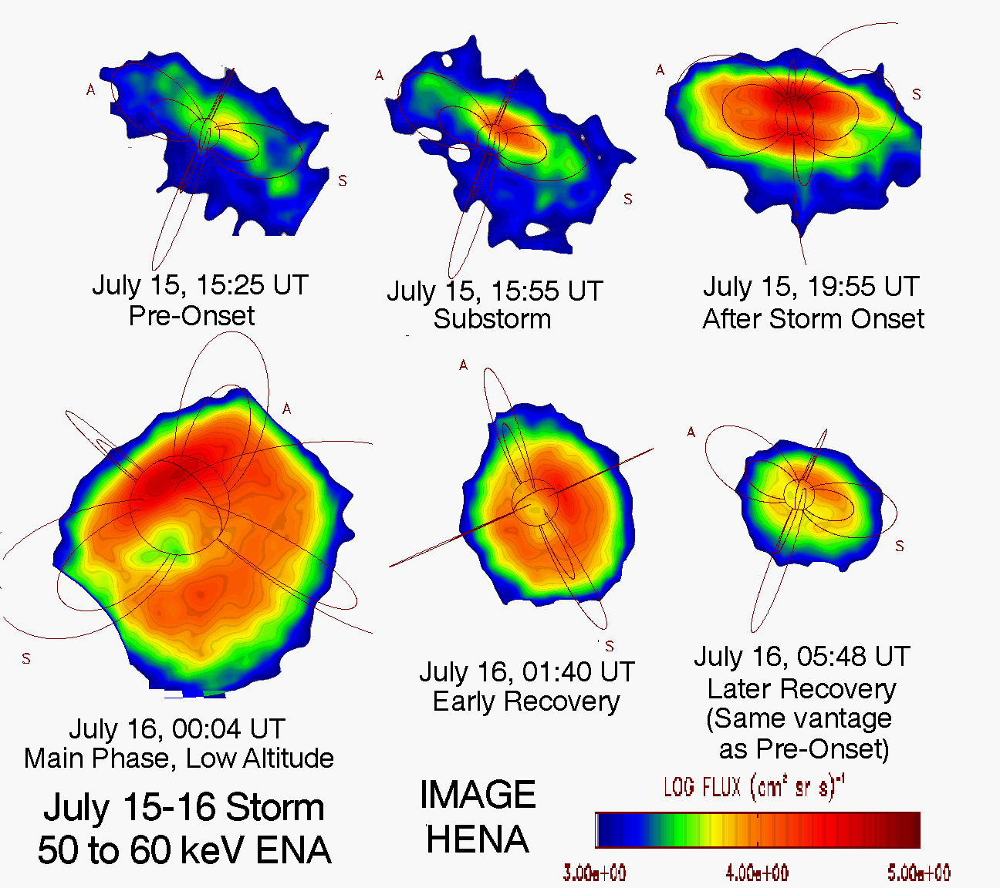 A
S
July 15, 15:25 UT
Pre-Onset
A
S
July 15, 15:55 UT
Substorm
A
S
July 15, 19:55 UT
After Storm Onset
A
S
July 16, 00:04 UT
Main Phase, Low Altitude
A
S
July 16, 01:40 UT
Early Recovery
A
S
July 16, 05:48 UT
Later Recovery
(Same vantage
as Pre-Onset)
July 15-16 Storm
50 to 60 keV ENA
IMAGE
HENA
LOG FLUX (cm² sr s)⁻¹
3.00e+00 4.00e+00 5.00e+00